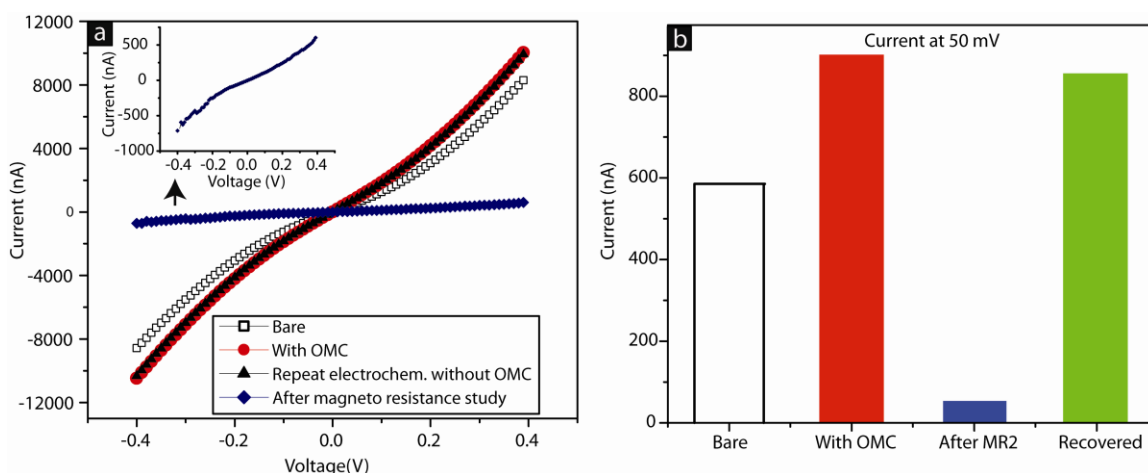 a
12000
8000
4000
0
-4000
-8000
-12000
Current (nA)
-0.4
-0.2
0.0
0.2
0.4
Voltage(V)
500
0
-500
-1000
Current (nA)
-0.4
-0.2
0.0
0.2
0.4
Voltage (V)
Bare
With OMC
Repeat electrochem. without OMC
After magneto resistance study
b
Current at 50 mV
800
600
400
200
0
Current (nA)
Bare
With OMC
After MR2
Recovered